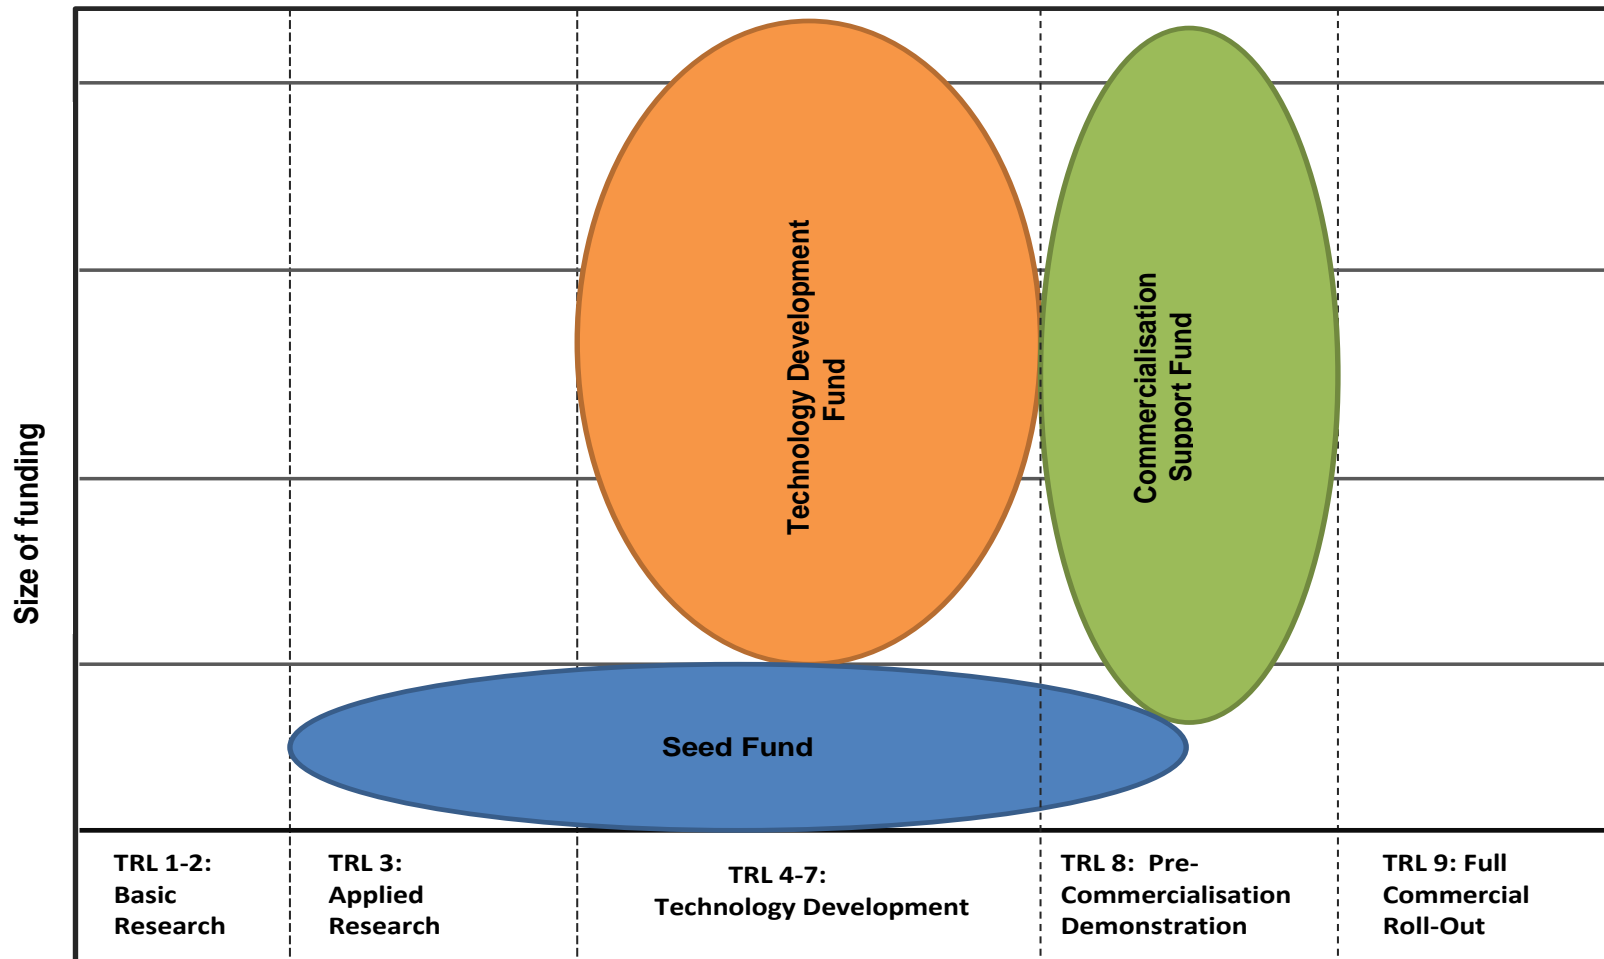 Size of funding
Technology Development
Fund
Commercialisation
Support Fund
Seed Fund
TRL 1-2:
Basic
Research
TRL 3:
Applied
Research
TRL 4-7:
Technology Development
TRL 8:  Pre-
Commercialisation
Demonstration
TRL 9: Full
Commercial
Roll-Out